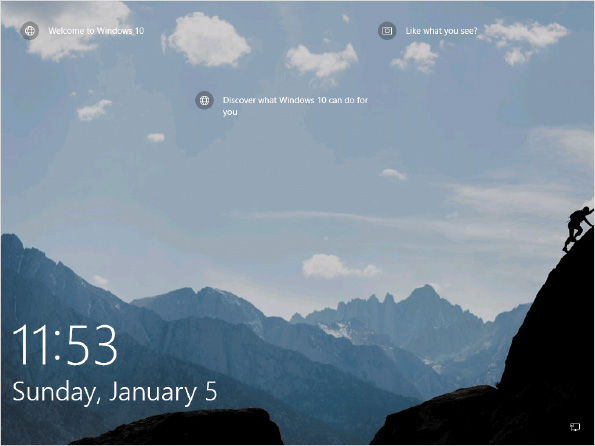 Welcome to Windows 10
Like what you see?
Discover what Windows 10 can do for
you
11:53
Sunday, January 5